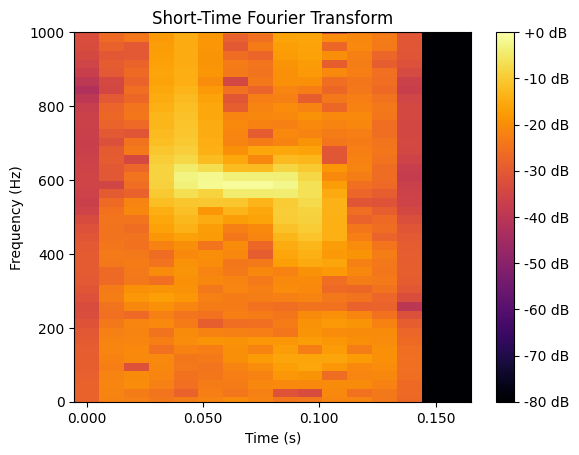 Short-Time Fourier Transform
1000
800
600
400
200
0
Frequency (Hz)
0.000
0.050
0.100
0.150
Time (s)
+0 dB
-10 dB
-20 dB
-30 dB
-40 dB
-50 dB
-60 dB
-70 dB
-80 dB